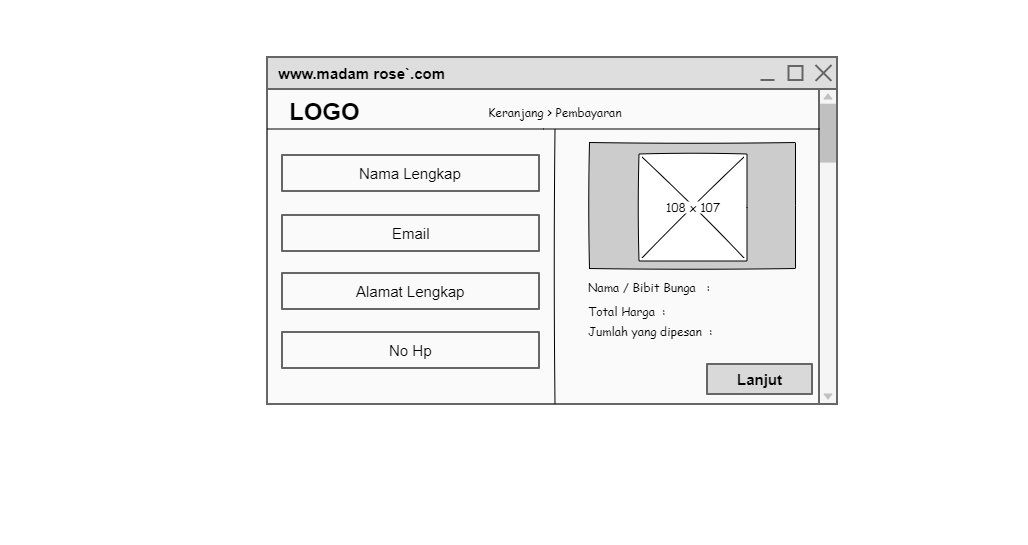 www.madam rose`.com
LOGO
Keranjang > Pembayaran
Nama Lengkap
Email
Alamat Lengkap
No Hp
108 x 107
Nama / Bibit Bunga :
Total Harga :
Jumlah yang dipesan :
Lanjut